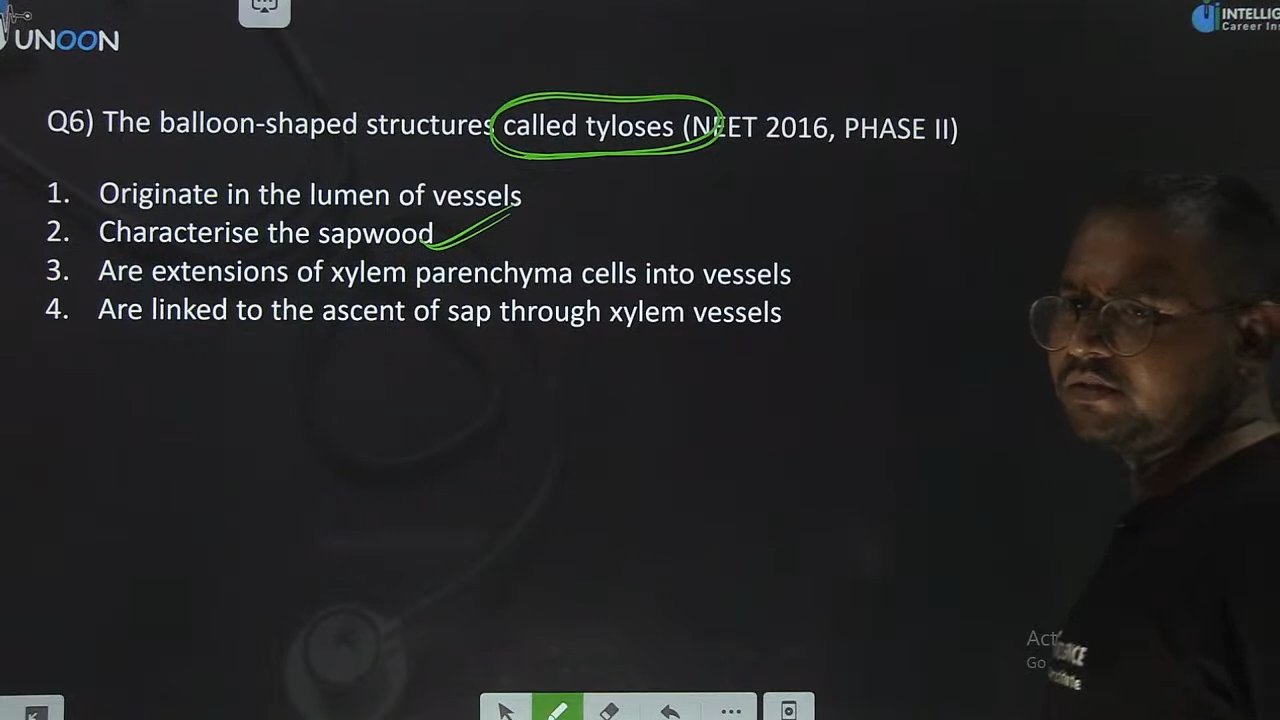 UNOON
INTELLIG
Career Ins
Q6) The balloon-shaped structures called tyloses (NEET 2016, PHASE II)
1. Originate in the lumen of vessels
2. Characterise the sapwood
3. Are extensions of xylem parenchyma cells into vessels
4. Are linked to the ascent of sap through xylem vessels
Act
Go